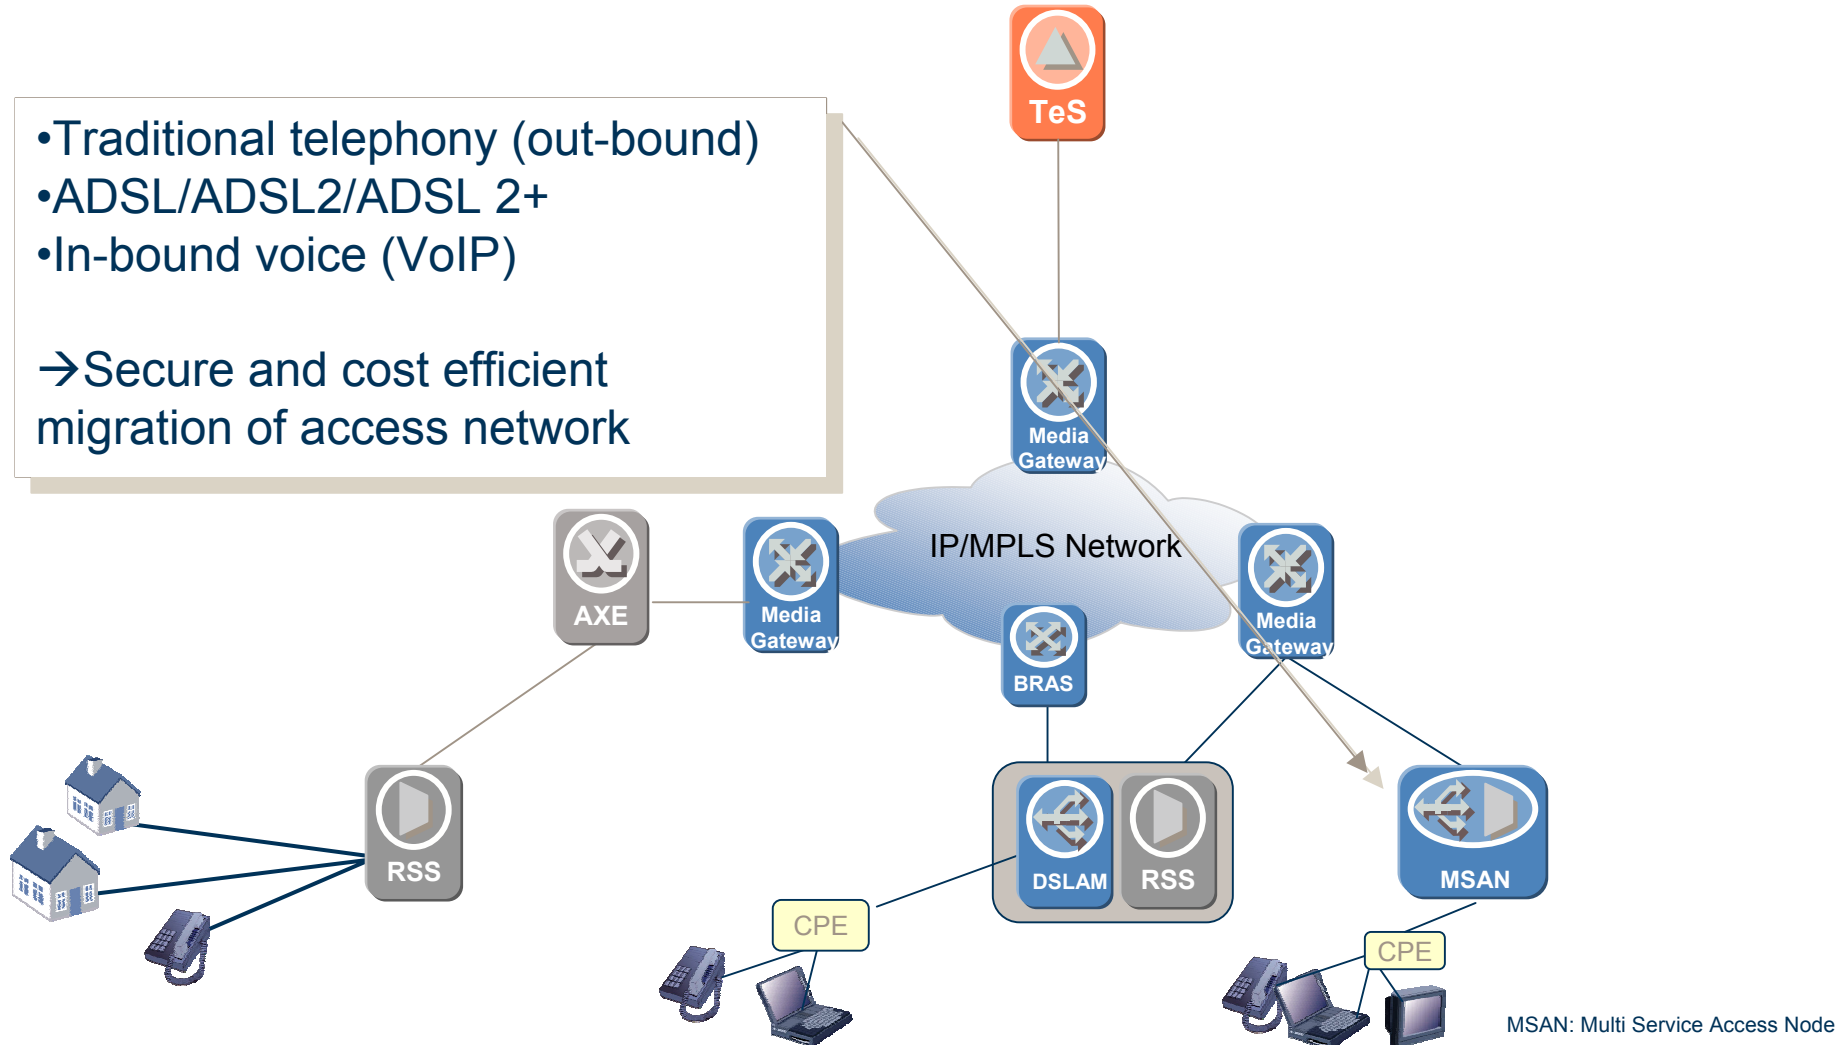 TeS
•Traditional telephony (out-bound)
•ADSL/ADSL2/ADSL 2+
•In-bound voice (VoIP)
→Secure and cost efficient
migration of access network
Media
Gateway
IP/MPLS Network
AXE
Media
Gateway
Media
Gateway
BRAS
RSS
DSLAM
RSS
MSAN
CPE
CPE
MSAN: Multi Service Access Node